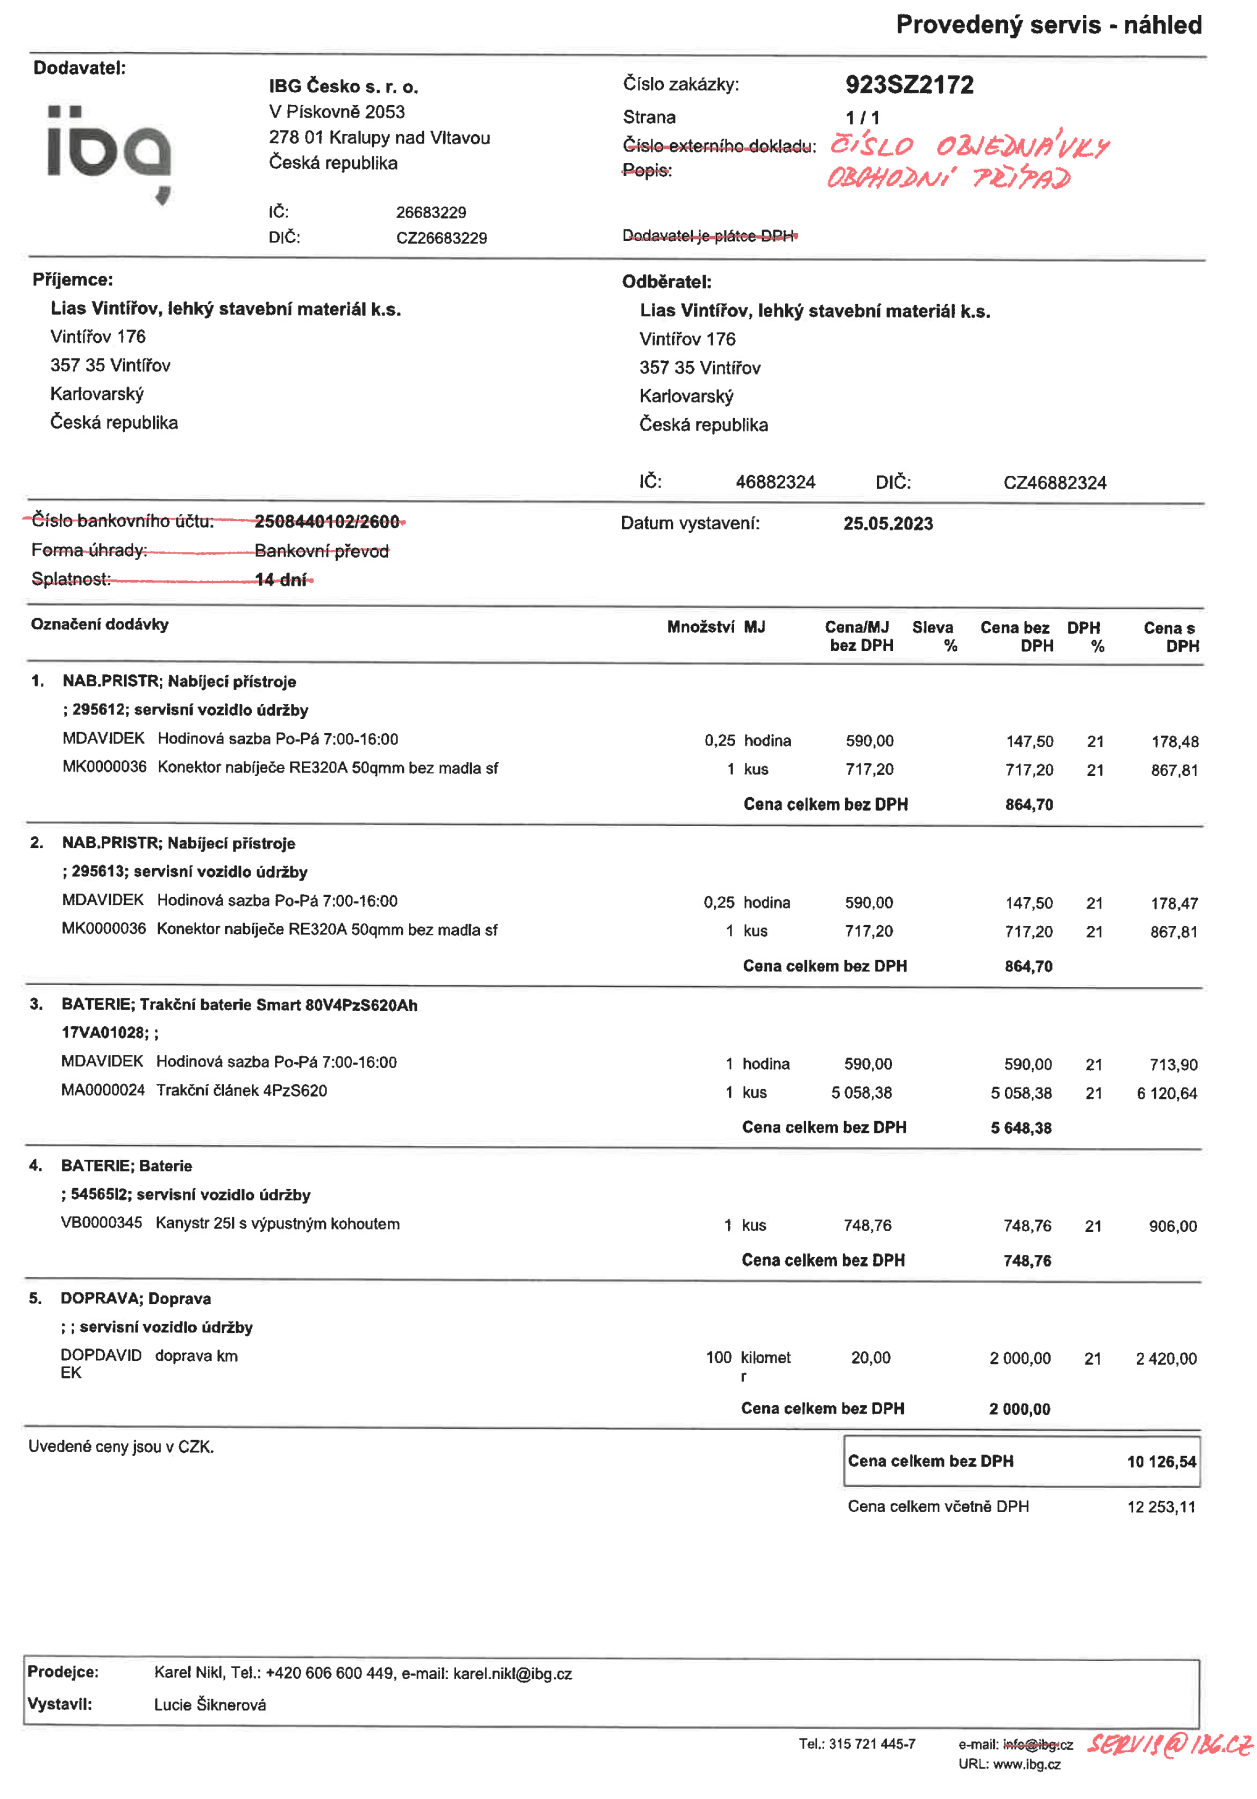 Provedený servis - náhled
Dodavatel:
ibg
IBG Česko s. r. o.
V Pískovně 2053
278 01 Kralupy nad Vltavou
Česká republika
IČ: 26683229
DIČ: CZ26683229
Číslo zakázky: 923SZ2172
Strana 1 / 1
Číslo externího dokladu: ČÍSLO OBJEDNÁVKY
Popis: OBCHODNÍ PŘÍPAD
Dodavatel je plátce DPH
Příjemce:
Lias Vintířov, lehký stavební materiál k.s.
Vintířov 176
357 35 Vintířov
Karlovarský
Česká republika
Odběratel:
Lias Vintířov, lehký stavební materiál k.s.
Vintířov 176
357 35 Vintířov
Karlovarský
Česká republika
IČ: 46882324 DIČ: CZ46882324
Číslo bankovního účtu: 2508440102/2600
Forma úhrady: Bankovní převod
Splatnost: 14 dní
Datum vystavení: 25.05.2023
Označení dodávky Množství MJ Cena/MJ Sleva Cena bez DPH Cena s
bez DPH % DPH % DPH
1. NAB.PRISTR; Nabíjecí přístroje
; 295612; servisní vozidlo údržby
MDAVIDEK Hodinová sazba Po-Pá 7:00-16:00 0,25 hodina 590,00 147,50 21 178,48
MK0000036 Konektor nabíječe RE320A 50qmm bez madla sf 1 kus 717,20 717,20 21 867,81
Cena celkem bez DPH 864,70
2. NAB.PRISTR; Nabíjecí přístroje
; 295613; servisní vozidlo údržby
MDAVIDEK Hodinová sazba Po-Pá 7:00-16:00 0,25 hodina 590,00 147,50 21 178,47
MK0000036 Konektor nabíječe RE320A 50qmm bez madla sf 1 kus 717,20 717,20 21 867,81
Cena celkem bez DPH 864,70
3. BATERIE; Trakční baterie Smart 80V4PzS620Ah
17VA01028; ;
MDAVIDEK Hodinová sazba Po-Pá 7:00-16:00 1 hodina 590,00 590,00 21 713,90
MA0000024 Trakční článek 4PzS620 1 kus 5 058,38 5 058,38 21 6 120,64
Cena celkem bez DPH 5 648,38
4. BATERIE; Baterie
; 54565I2; servisní vozidlo údržby
VB0000345 Kanystr 25l s výpustným kohoutem 1 kus 748,76 748,76 21 906,00
Cena celkem bez DPH 748,76
5. DOPRAVA; Doprava
; ; servisní vozidlo údržby
DOPDAVID doprava km 100 kilomet 20,00 2 000,00 21 2 420,00
EK r
Cena celkem bez DPH 2 000,00
Uvedené ceny jsou v CZK.
Cena celkem bez DPH 10 126,54
Cena celkem včetně DPH 12 253,11
Prodejce: Karel Nikl, Tel.: +420 606 600 449, e-mail: karel.nikl@ibg.cz
Vystavil: Lucie Šiknerová
Tel.: 315 721 445-7 e-mail: info@ibg.cz SERVIS@IBG.CZ
URL: www.ibg.cz